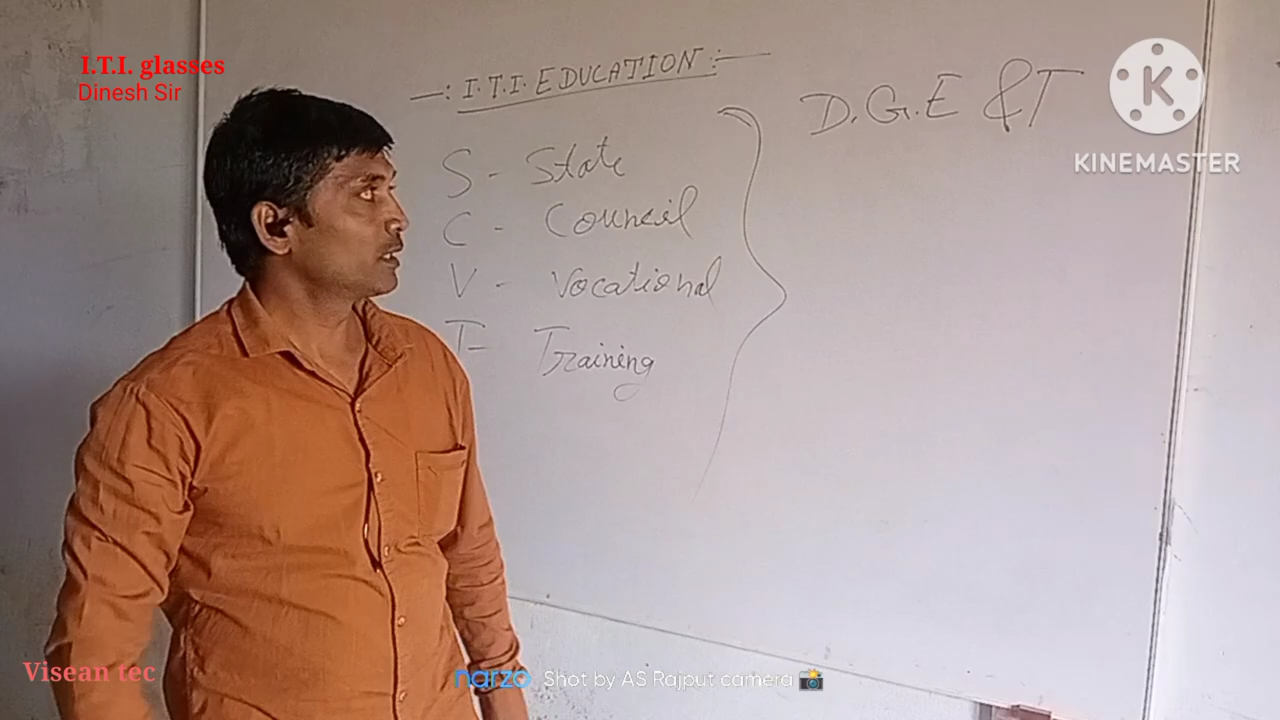 I.T.I. glasses
Dinesh Sir
-: I.T.I. EDUCATION :-
S - State
C - Council
V - Vocational
T - Training
D.G.E &T
K
KINEMASTER
Visean tec
narzo Shot by AS Rajput camera 📸